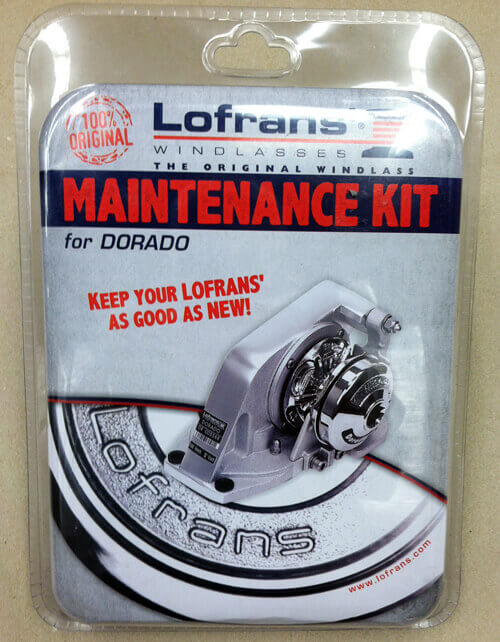 100%
ORIGINAL
Lofrans'®
WINDLASSES
THE ORIGINAL WINDLASS
MAINTENANCE KIT
for DORADO
KEEP YOUR LOFRANS'
AS GOOD AS NEW!
DORADO
Lofrans
www.lofrans.com